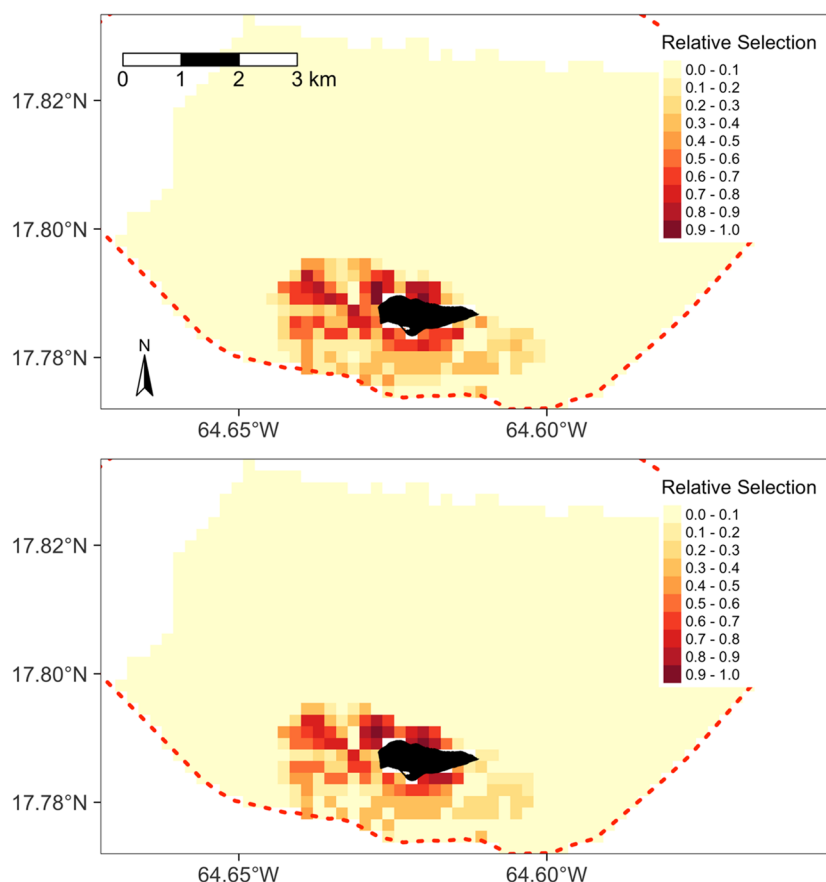 Relative Selection
0.0 - 0.1
0.1 - 0.2
0.2 - 0.3
0.3 - 0.4
0.4 - 0.5
0.5 - 0.6
0.6 - 0.7
0.7 - 0.8
0.8 - 0.9
0.9 - 1.0
0 1 2 3 km
17.82°N
17.80°N
17.78°N
N
64.65°W 64.60°W
Relative Selection
0.0 - 0.1
0.1 - 0.2
0.2 - 0.3
0.3 - 0.4
0.4 - 0.5
0.5 - 0.6
0.6 - 0.7
0.7 - 0.8
0.8 - 0.9
0.9 - 1.0
17.82°N
17.80°N
17.78°N
64.65°W 64.60°W